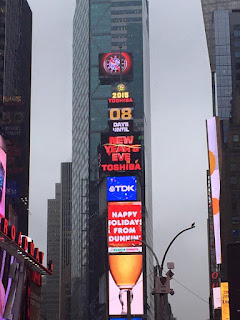 2015
TOSHIBA
08
DAYS
UNTIL
NEW
YEAR'S
EVE
TOSHIBA
TDK
HAPPY
HOLIDAYS
FROM
DUNKIN'